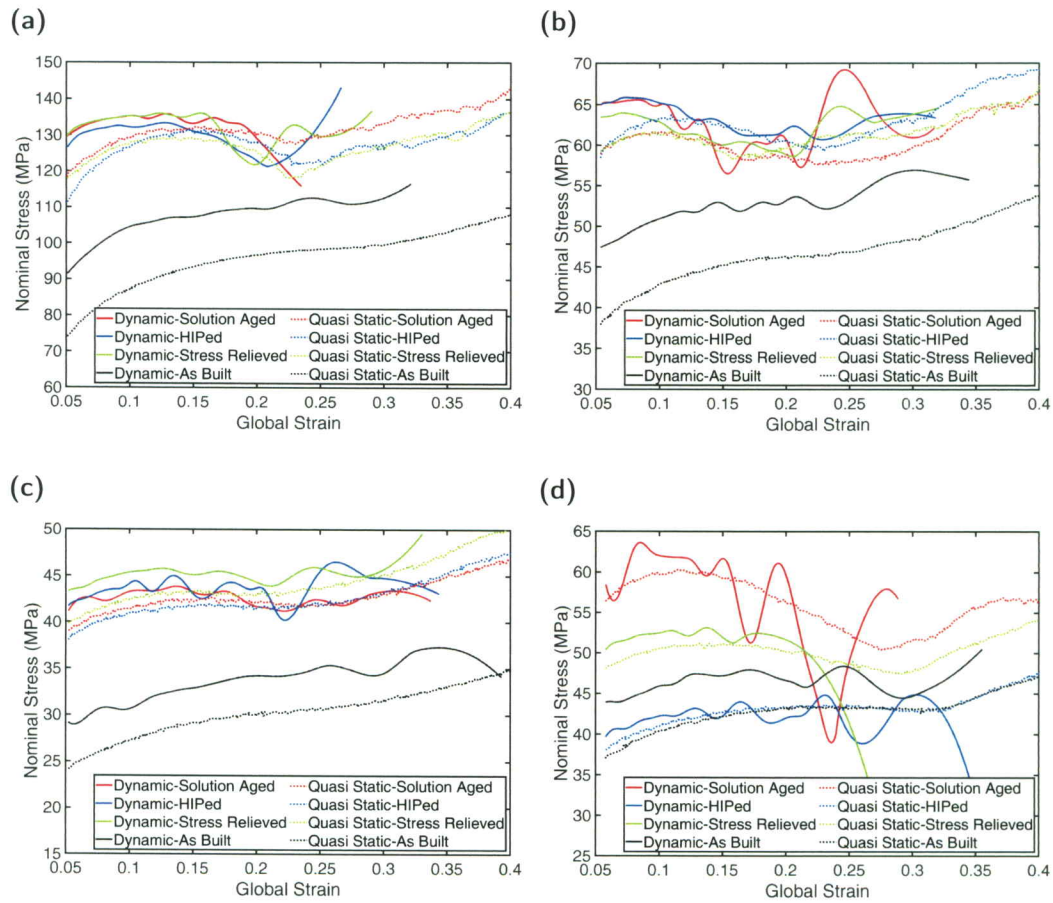 (a)
150
140
130
120
110
100
90
80
70
60
Nominal Stress (MPa)
Dynamic-Solution Aged
Dynamic-HIPed
Dynamic-Stress Relieved
Dynamic-As Built
Quasi Static-Solution Aged
Quasi Static-HIPed
Quasi Static-Stress Relieved
Quasi Static-As Built
0.05 0.1 0.15 0.2 0.25 0.3 0.35 0.4
Global Strain
(b)
70
65
60
55
50
45
40
35
30
Nominal Stress (MPa)
Dynamic-Solution Aged
Dynamic-HIPed
Dynamic-Stress Relieved
Dynamic-As Built
Quasi Static-Solution Aged
Quasi Static-HIPed
Quasi Static-Stress Relieved
Quasi Static-As Built
0.05 0.1 0.15 0.2 0.25 0.3 0.35 0.4
Global Strain
(c)
50
45
40
35
30
25
20
15
Nominal Stress (MPa)
Dynamic-Solution Aged
Dynamic-HIPed
Dynamic-Stress Relieved
Dynamic-As Built
Quasi Static-Solution Aged
Quasi Static-HIPed
Quasi Static-Stress Relieved
Quasi Static-As Built
0.05 0.1 0.15 0.2 0.25 0.3 0.35 0.4
Global Strain
(d)
65
60
55
50
45
40
35
30
25
Nominal Stress (MPa)
Dynamic-Solution Aged
Dynamic-HIPed
Dynamic-Stress Relieved
Dynamic-As Built
Quasi Static-Solution Aged
Quasi Static-HIPed
Quasi Static-Stress Relieved
Quasi Static-As Built
0.05 0.1 0.15 0.2 0.25 0.3 0.35 0.4
Global Strain